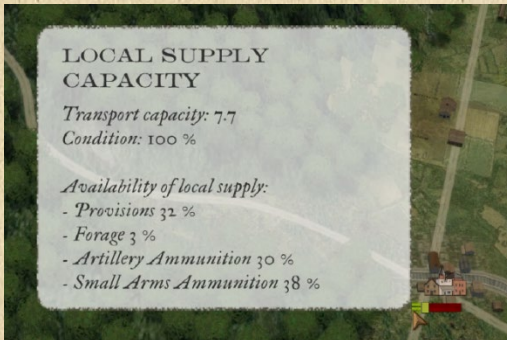 LOCAL SUPPLY
CAPACITY
Transport capacity: 7.7
Condition: 100 %
Availability of local supply:
- Provisions 32 %
- Forage 3 %
- Artillery Ammunition 30 %
- Small Arms Ammunition 38 %